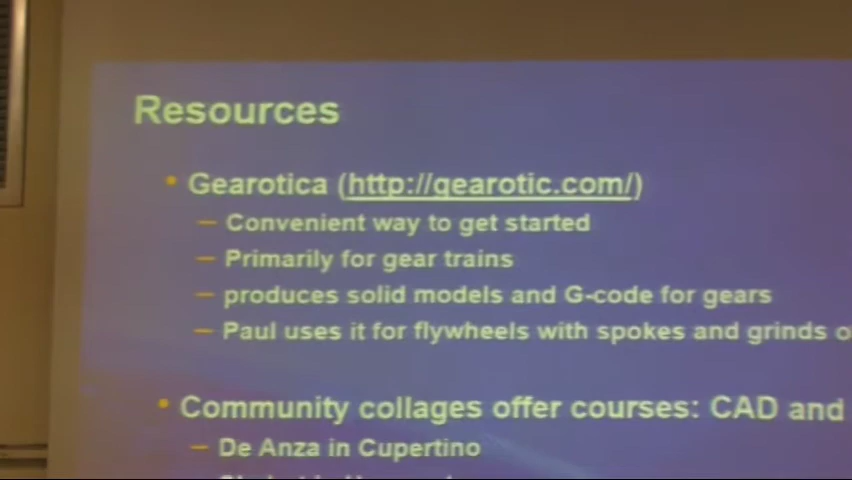 Resources
• Gearotica (http://gearotic.com/)
– Convenient way to get started
– Primarily for gear trains
– produces solid models and G-code for gears
– Paul uses it for flywheels with spokes and grinds
• Community collages offer courses: CAD and
– De Anza in Cupertino